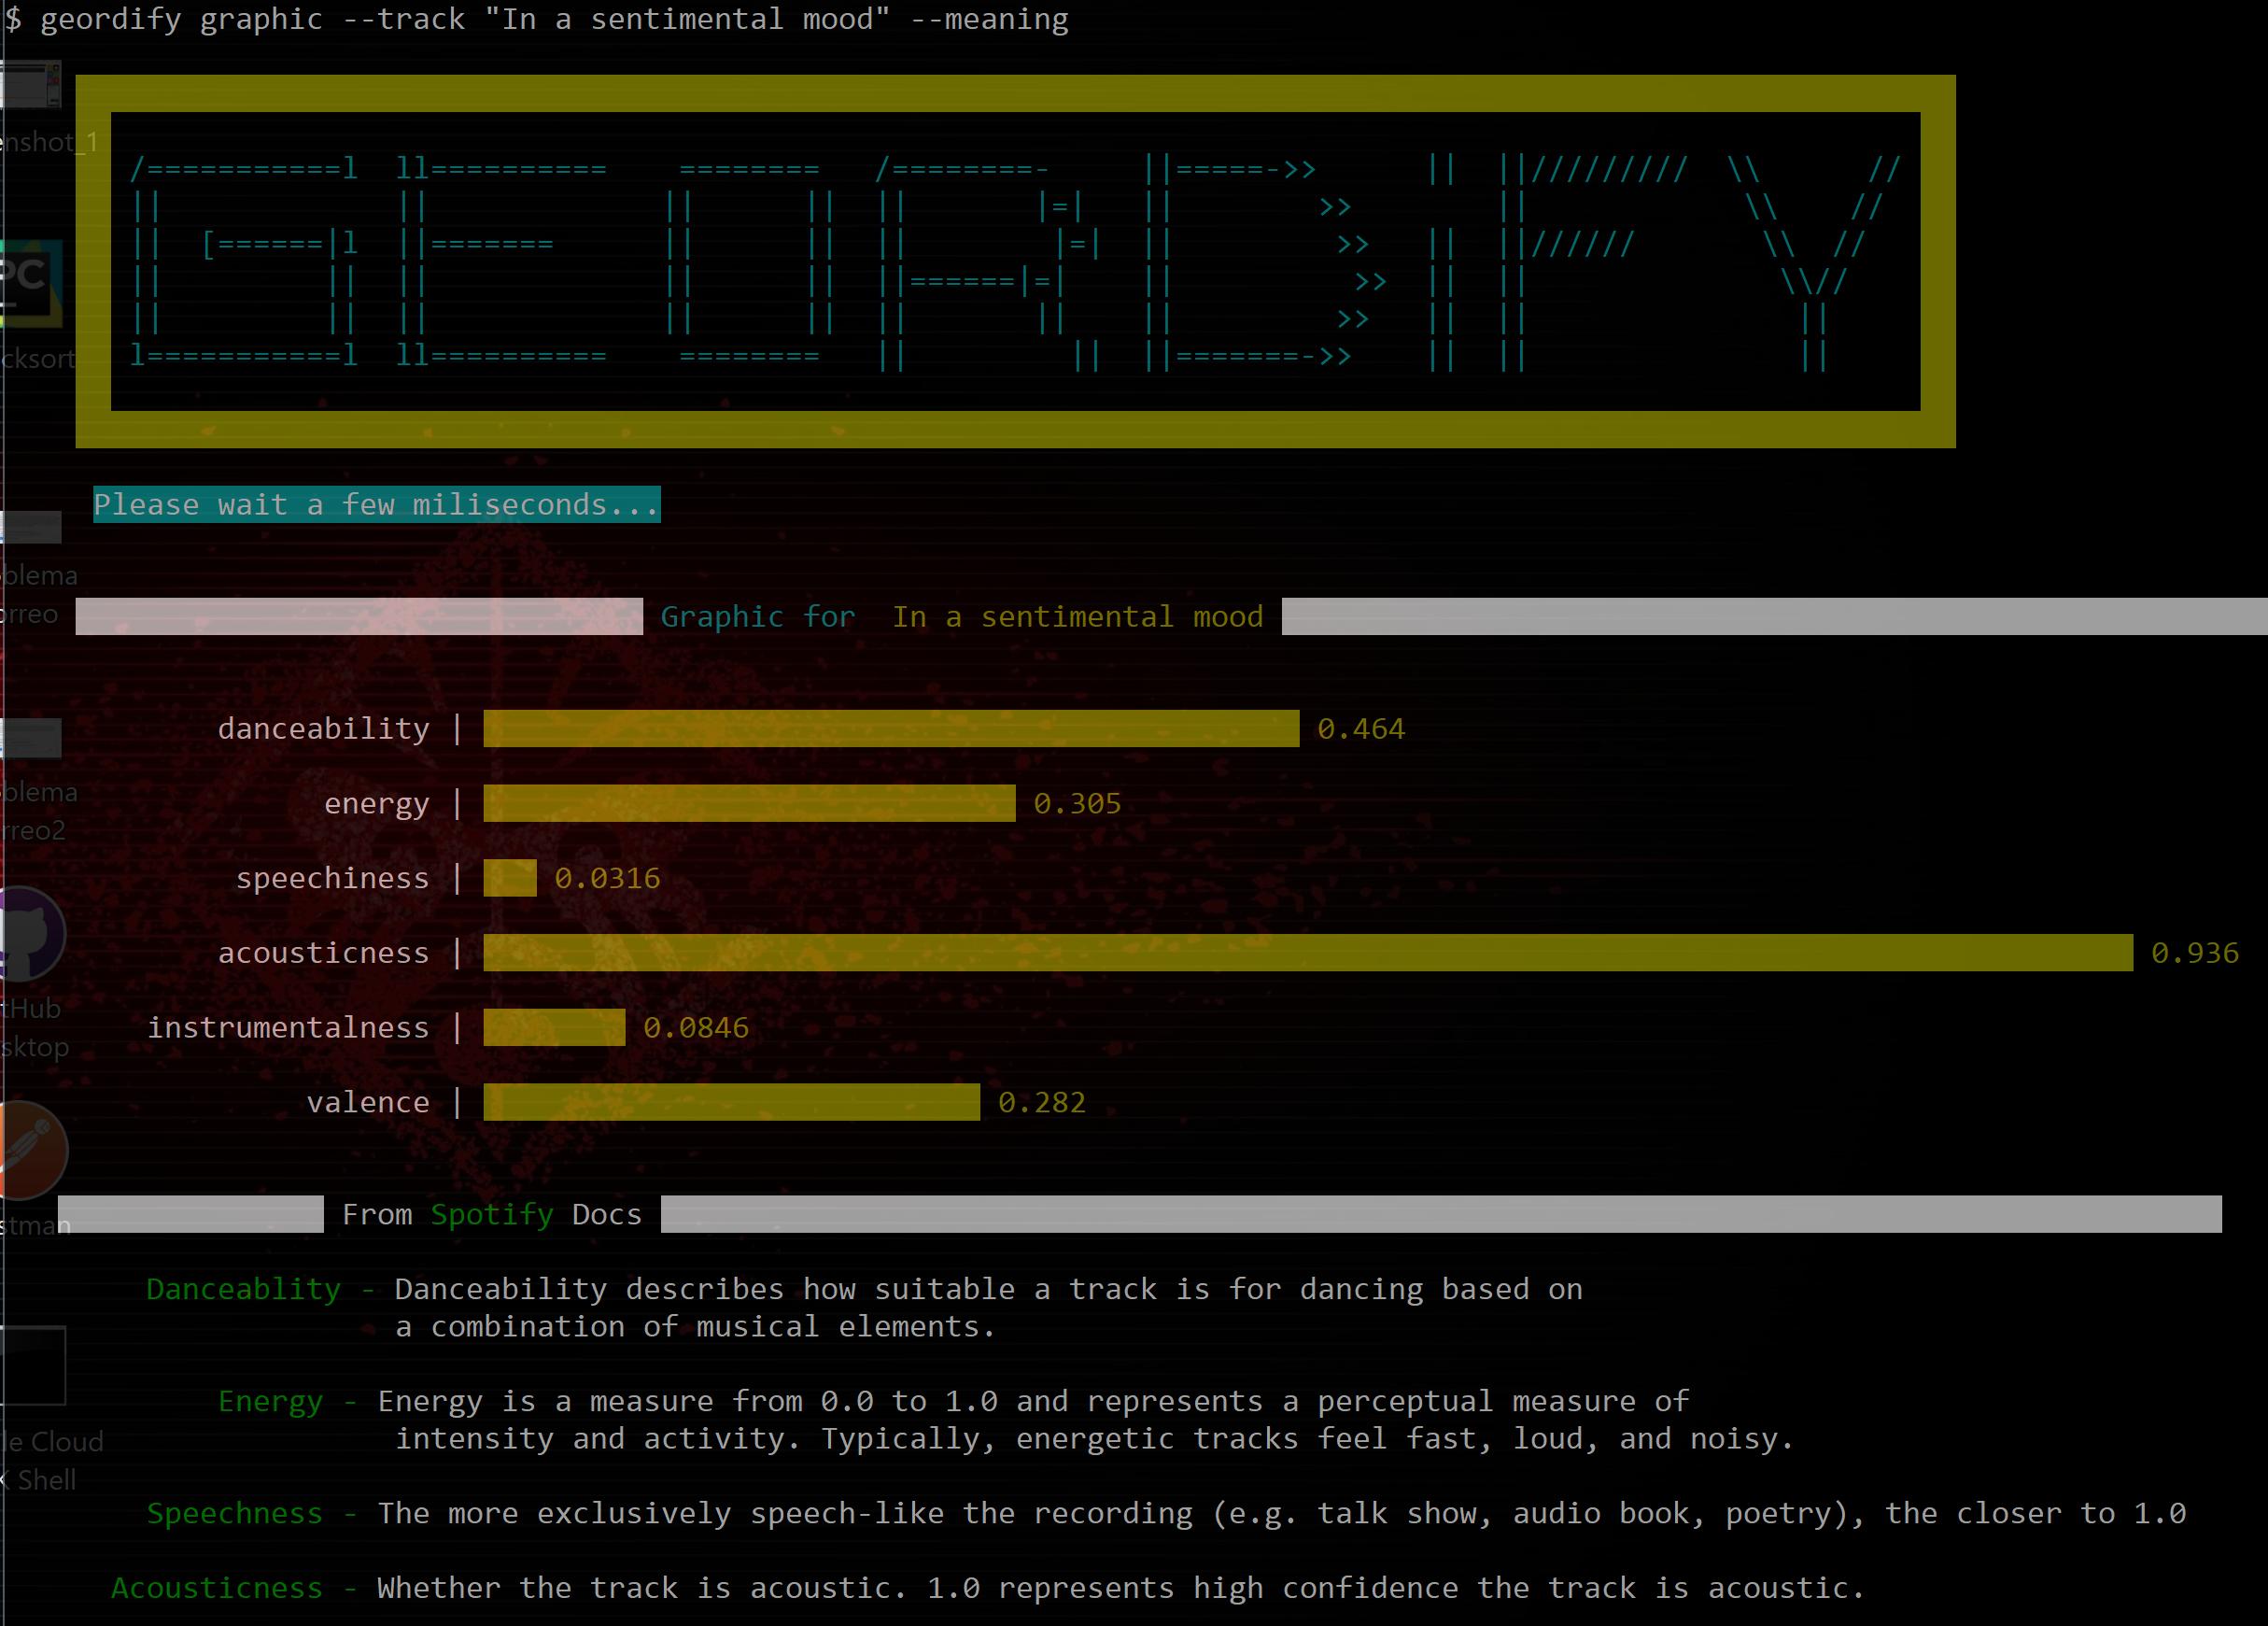 $ geordify graphic --track "In a sentimental mood" --meaning
/===========l  ll==========    ========   /========-     ||=====->>      ||  ||/////////  \\      //
||             ||             ||      ||  ||       |=|   ||        >>        ||            \\    //
||  [======|l  ||=======      ||      ||  ||        |=|  ||         >>   ||  ||//////       \\  //
||         ||  ||             ||      ||  ||======|=|    ||          >>  ||  ||              \\//
||         ||  ||             ||      ||  ||       ||    ||         >>   ||  ||               ||
l===========l  ll==========    ========   ||         ||  ||=======->>    ||  ||               ||
Please wait a few miliseconds...
Graphic for  In a sentimental mood
danceability | 0.464
energy | 0.305
speechiness | 0.0316
acousticness | 0.936
instrumentalness | 0.0846
valence | 0.282
From Spotify Docs
Danceablity - Danceability describes how suitable a track is for dancing based on
a combination of musical elements.
Energy - Energy is a measure from 0.0 to 1.0 and represents a perceptual measure of
intensity and activity. Typically, energetic tracks feel fast, loud, and noisy.
Speechness - The more exclusively speech-like the recording (e.g. talk show, audio book, poetry), the closer to 1.0
Acousticness - Whether the track is acoustic. 1.0 represents high confidence the track is acoustic.
nshot_1
PC
cksort
blema
rreo
blema
rreo2
tHub
sktop
stman
le Cloud
Shell